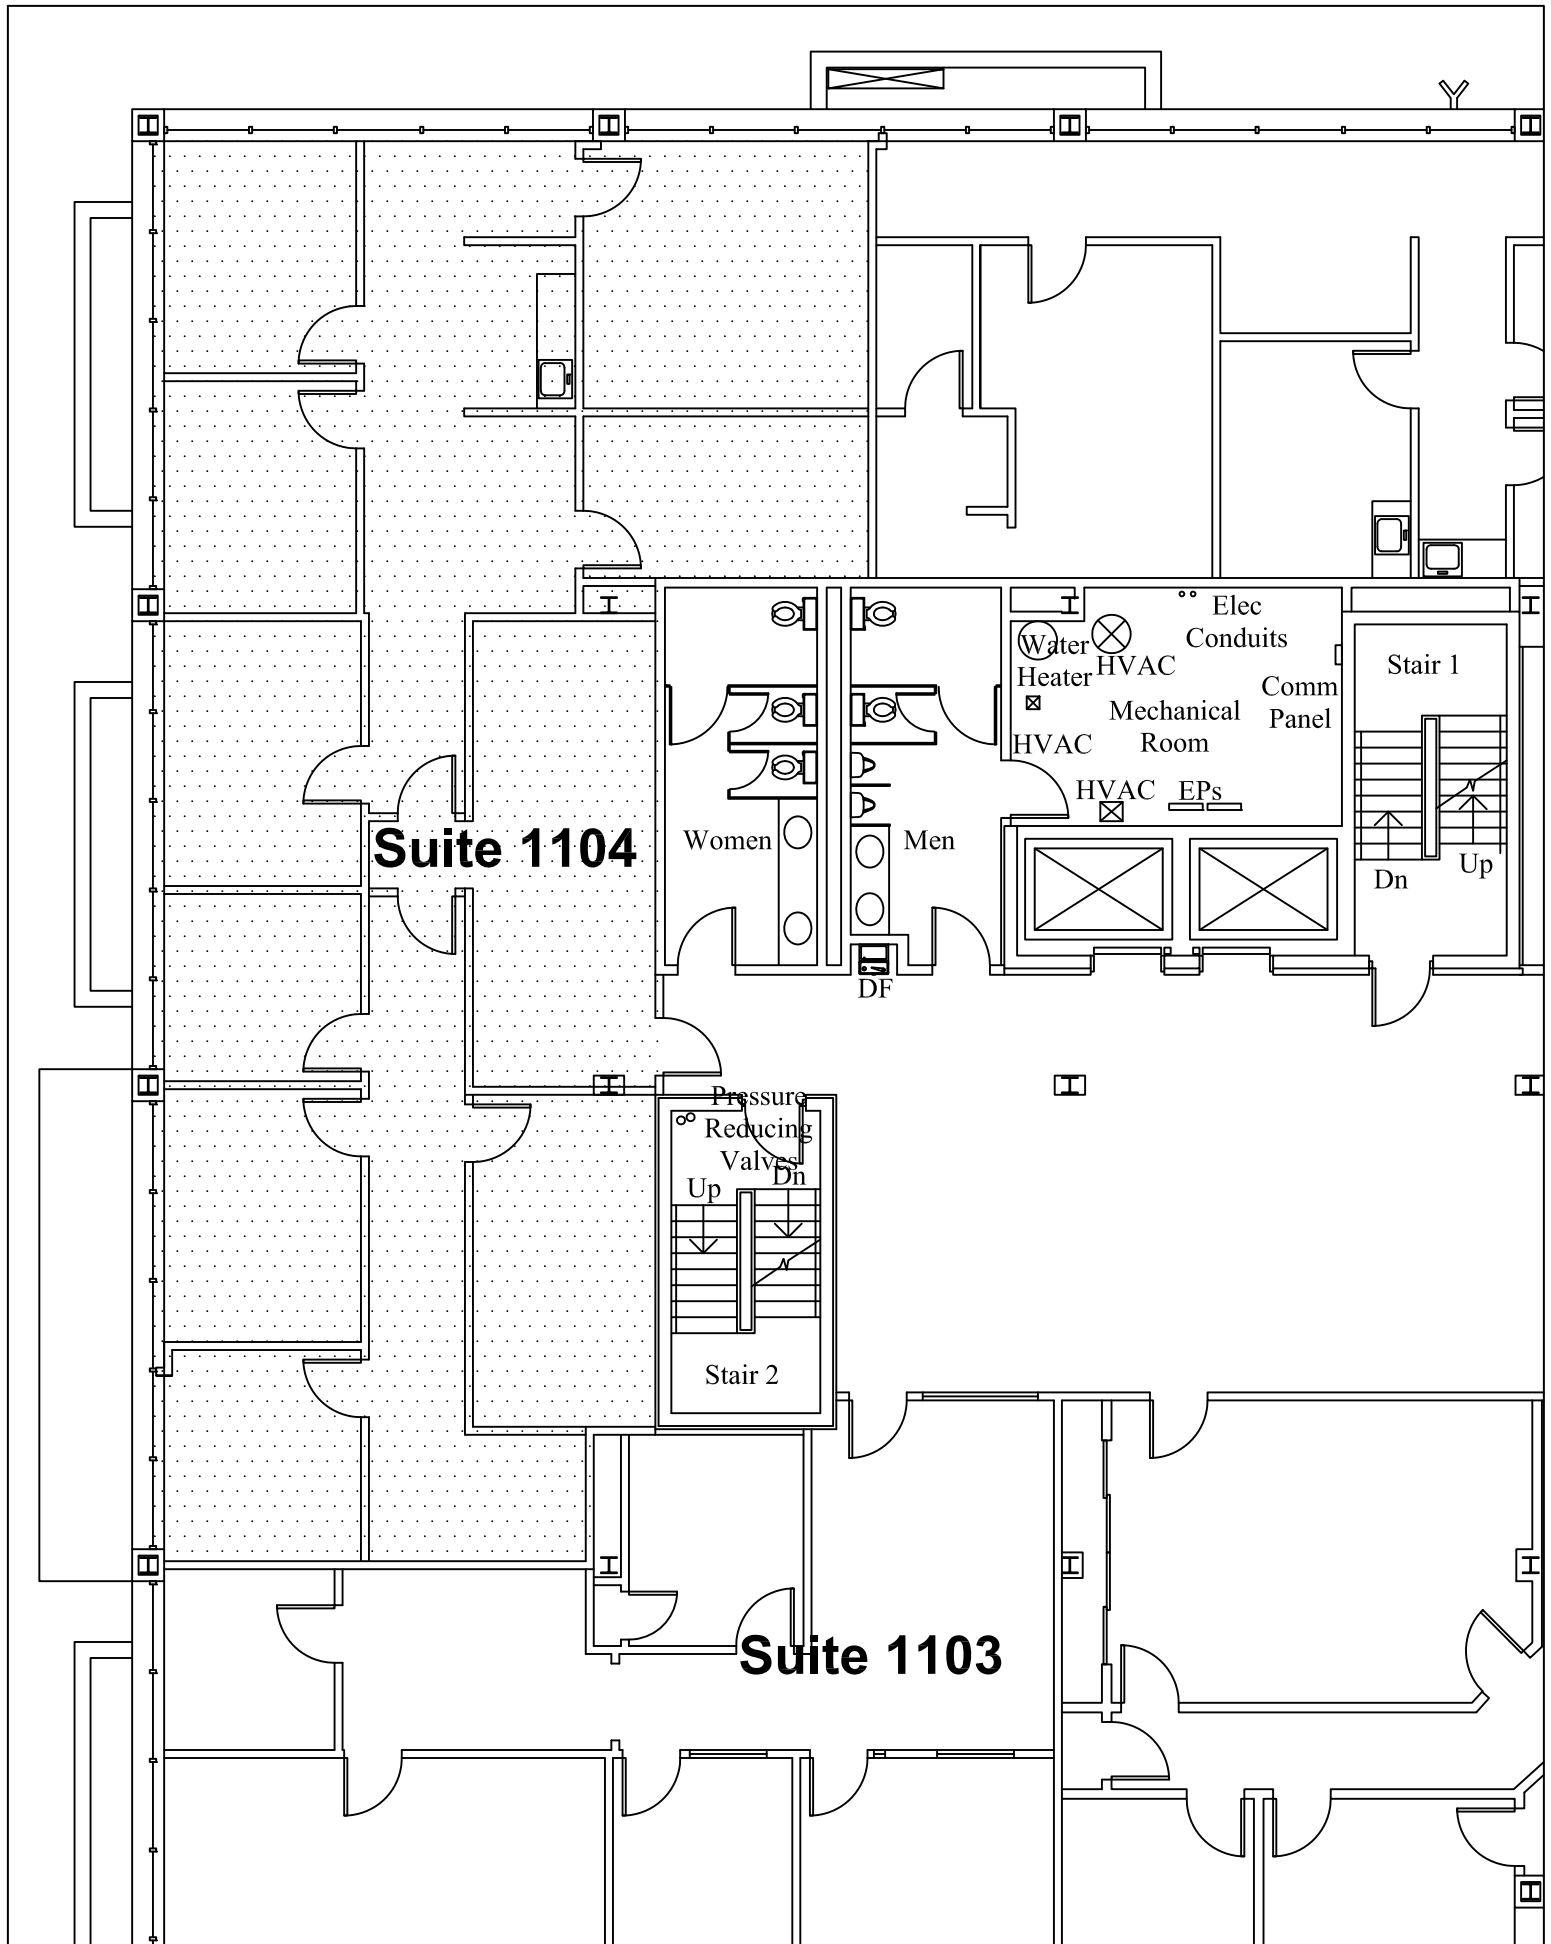 Elec
Conduits
Water
Heater
HVAC
Stair 1
Comm
Panel
Mechanical
Room
HVAC
HVAC
EPs
Suite 1104
Women
Men
Dn
Up
DF
Pressure
Reducing
Valves
Dn
Up
Stair 2
Suite 1103